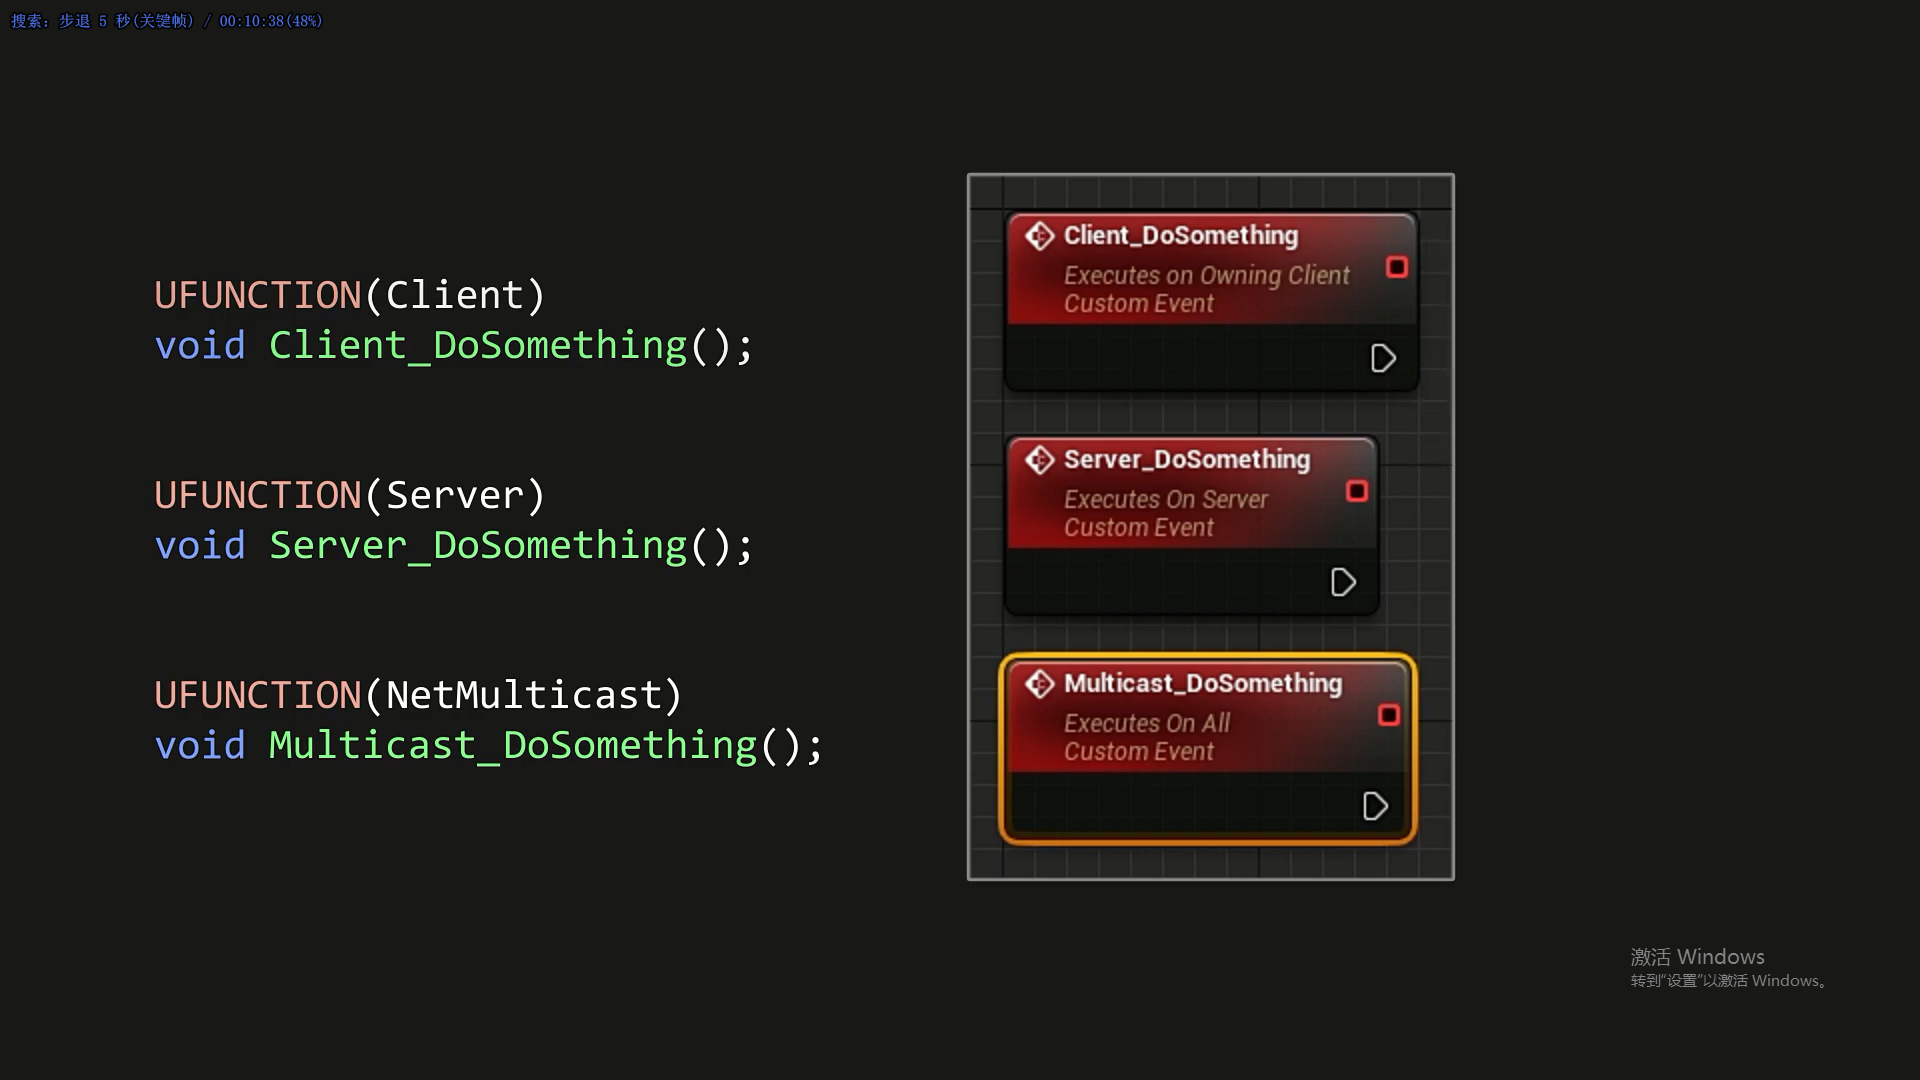 搜索: 步退 5 秒(关键帧) / 00:10:38(48%)
UFUNCTION(Client)
void Client_DoSomething();
UFUNCTION(Server)
void Server_DoSomething();
UFUNCTION(NetMulticast)
void Multicast_DoSomething();
Client_DoSomething
Executes on Owning Client
Custom Event
Server_DoSomething
Executes On Server
Custom Event
Multicast_DoSomething
Executes On All
Custom Event
激活 Windows
转到“设置”以激活 Windows。